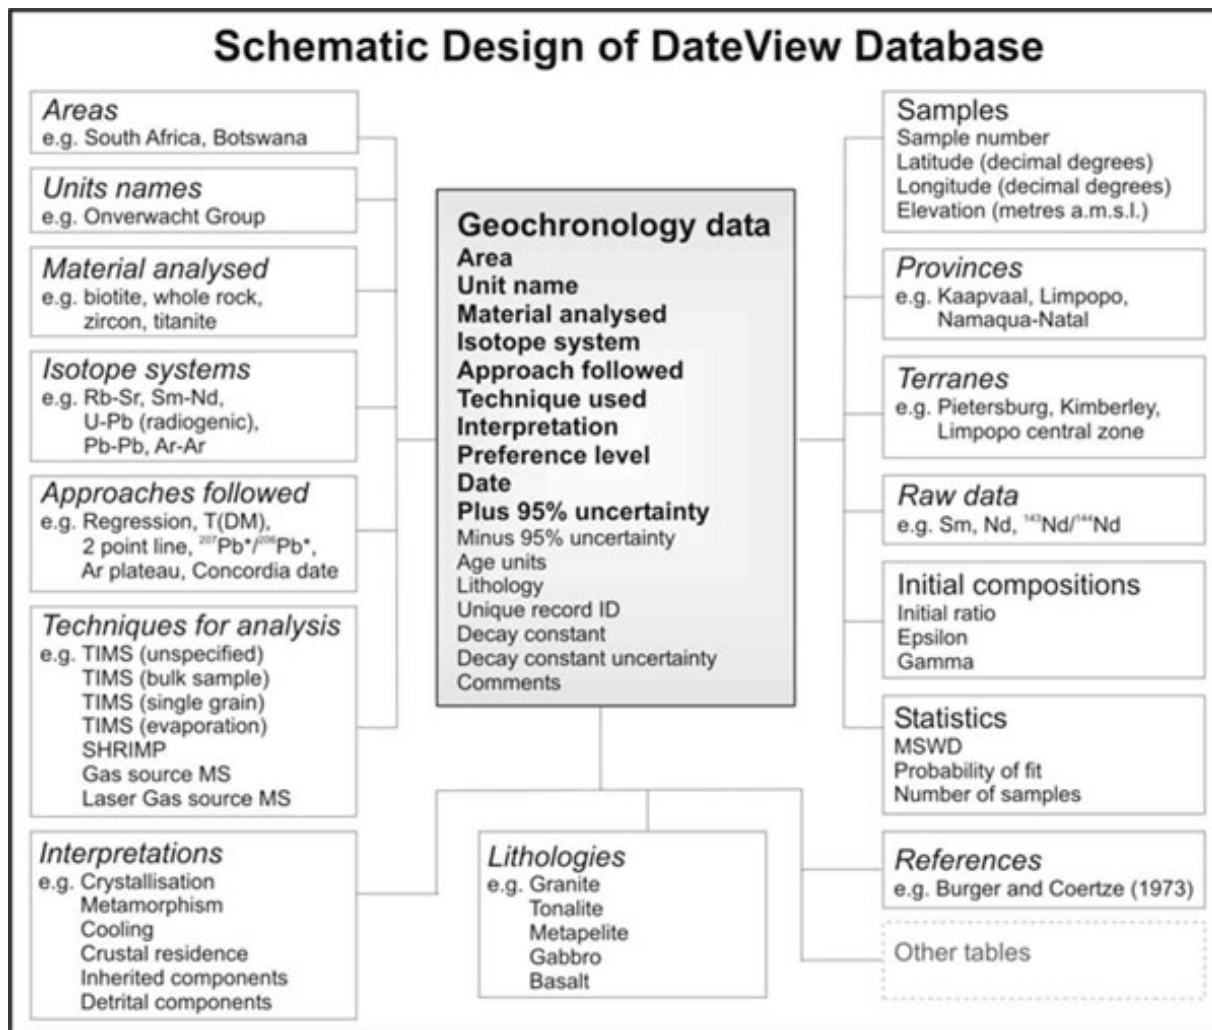 Schematic Design of DateView Database
Areas
e.g. South Africa, Botswana
Units names
e.g. Onverwacht Group
Material analysed
e.g. biotite, whole rock,
zircon, titanite
Isotope systems
e.g. Rb-Sr, Sm-Nd,
U-Pb (radiogenic),
Pb-Pb, Ar-Ar
Approaches followed
e.g. Regression, T(DM),
2 point line, ²⁰⁷Pb*/²⁰⁶Pb*,
Ar plateau, Concordia date
Techniques for analysis
e.g. TIMS (unspecified)
TIMS (bulk sample)
TIMS (single grain)
TIMS (evaporation)
SHRIMP
Gas source MS
Laser Gas source MS
Interpretations
e.g. Crystallisation
Metamorphism
Cooling
Crustal residence
Inherited components
Detrital components
Geochronology data
Area
Unit name
Material analysed
Isotope system
Approach followed
Technique used
Interpretation
Preference level
Date
Plus 95% uncertainty
Minus 95% uncertainty
Age units
Lithology
Unique record ID
Decay constant
Decay constant uncertainty
Comments
Lithologies
e.g. Granite
Tonalite
Metapelite
Gabbro
Basalt
Samples
Sample number
Latitude (decimal degrees)
Longitude (decimal degrees)
Elevation (metres a.m.s.l.)
Provinces
e.g. Kaapvaal, Limpopo,
Namaqua-Natal
Terranes
e.g. Pietersburg, Kimberley,
Limpopo central zone
Raw data
e.g. Sm, Nd, ¹⁴³Nd/¹⁴⁴Nd
Initial compositions
Initial ratio
Epsilon
Gamma
Statistics
MSWD
Probability of fit
Number of samples
References
e.g. Burger and Coertze (1973)
Other tables